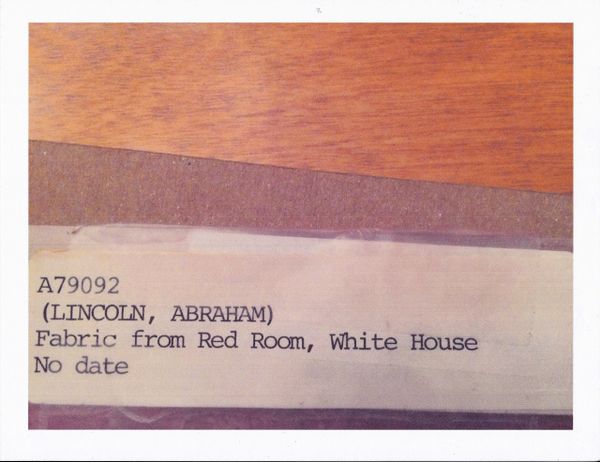 A79092
(LINCOLN, ABRAHAM)
Fabric from Red Room, White House
No date